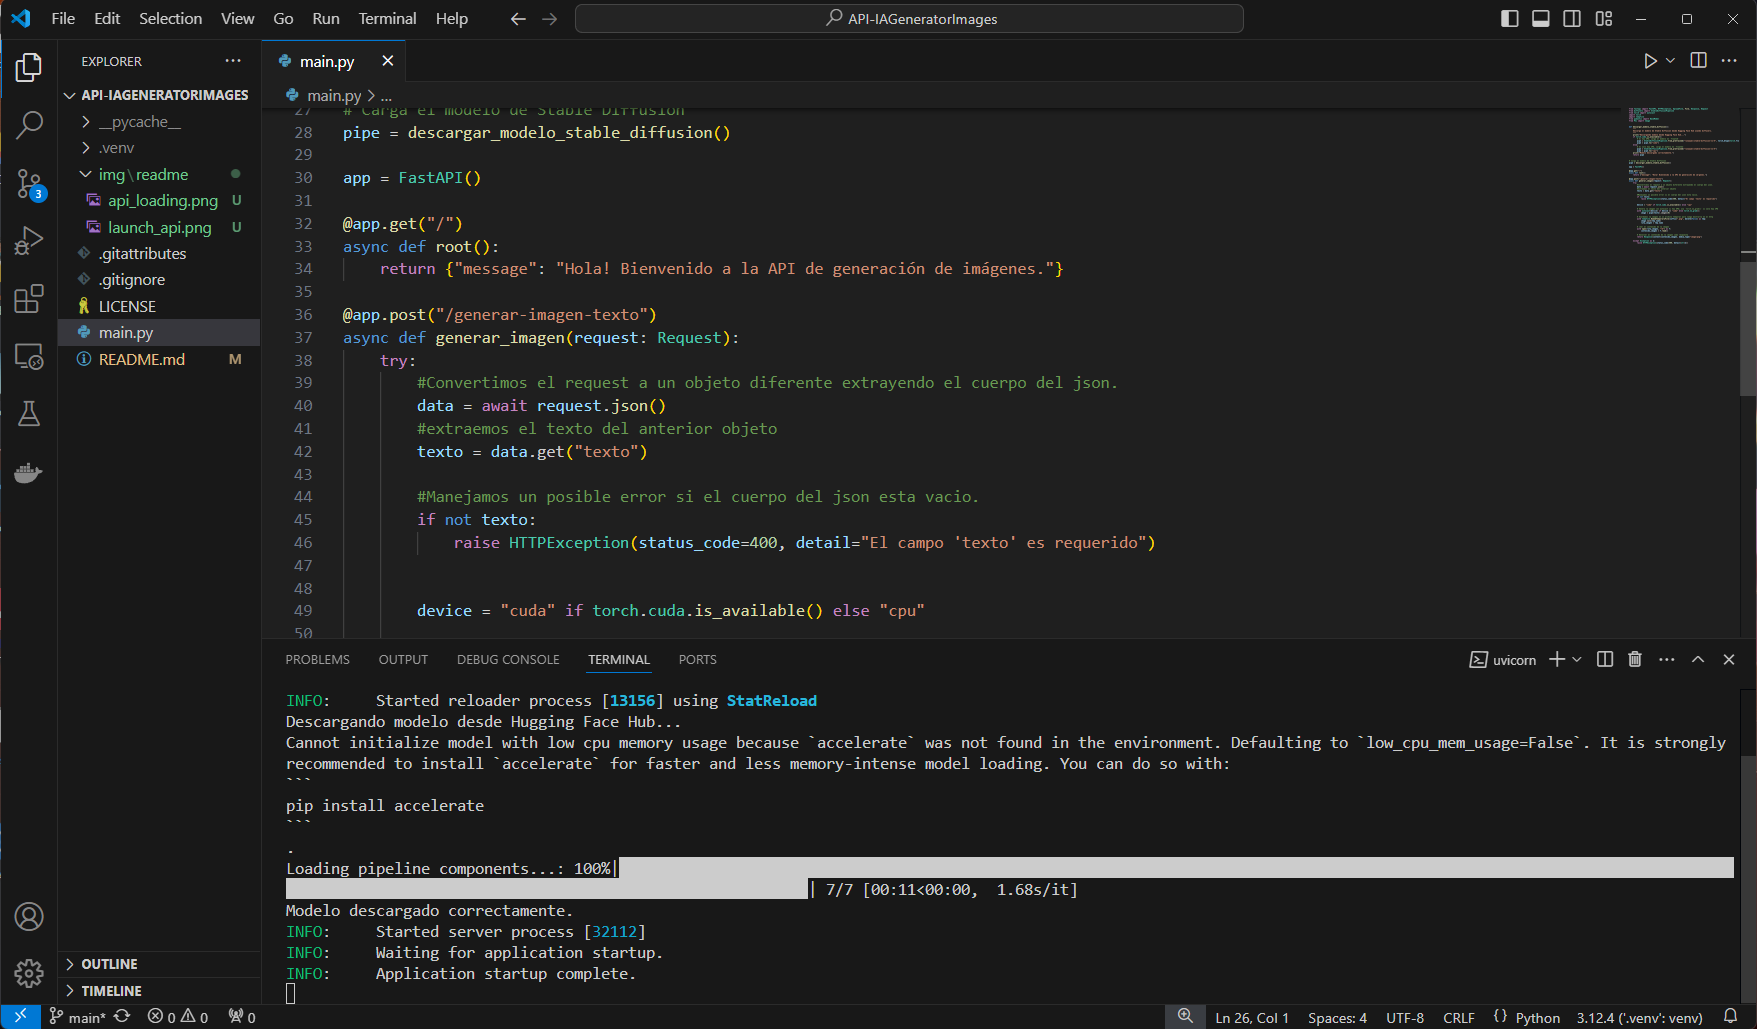 File Edit Selection View Go Run Terminal Help API-IAGeneratorImages
EXPLORER
API-IAGENERATORIMAGES
__pycache__
.venv
img\readme
api_loading.png U
launch_api.png U
.gitattributes
.gitignore
LICENSE
main.py
README.md M
OUTLINE
TIMELINE
3
main.py
main.py > ...
27 # Carga el modelo de Stable Diffusion
28 pipe = descargar_modelo_stable_diffusion()
29
30 app = FastAPI()
31
32 @app.get("/")
33 async def root():
34 return {"message": "Hola! Bienvenido a la API de generación de imágenes."}
35
36 @app.post("/generar-imagen-texto")
37 async def generar_imagen(request: Request):
38 try:
39 #Convertimos el request a un objeto diferente extrayendo el cuerpo del json.
40 data = await request.json()
41 #extraemos el texto del anterior objeto
42 texto = data.get("texto")
43
44 #Manejamos un posible error si el cuerpo del json esta vacio.
45 if not texto:
46 raise HTTPException(status_code=400, detail="El campo 'texto' es requerido")
47
48
49 device = "cuda" if torch.cuda.is_available() else "cpu"
50
PROBLEMS OUTPUT DEBUG CONSOLE TERMINAL PORTS uvicorn
INFO: Started reloader process [13156] using StatReload
Descargando modelo desde Hugging Face Hub...
Cannot initialize model with low cpu memory usage because `accelerate` was not found in the environment. Defaulting to `low_cpu_mem_usage=False`. It is strongly
recommended to install `accelerate` for faster and less memory-intense model loading. You can do so with:
```
pip install accelerate
```
.
Loading pipeline components...: 100%|
| 7/7 [00:11<00:00, 1.68s/it]
Modelo descargado correctamente.
INFO: Started server process [32112]
INFO: Waiting for application startup.
INFO: Application startup complete.
main* 0 0 0 Ln 26, Col 1 Spaces: 4 UTF-8 CRLF {} Python 3.12.4 ('.venv': venv)